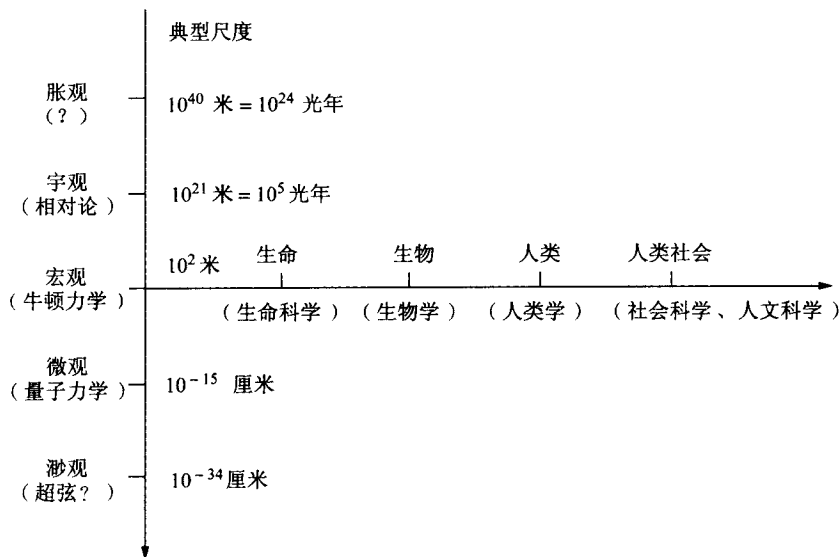 典型尺度
胀观
（?）
10⁴⁰ 米 = 10²⁴ 光年
宇观
（相对论）
10²¹ 米 = 10⁵ 光年
10² 米
生命
生物
人类
人类社会
宏观
（牛顿力学）
（生命科学）
（生物学）
（人类学）
（社会科学、人文科学）
微观
（量子力学）
10⁻¹⁵ 厘米
渺观
（超弦?）
10⁻³⁴ 厘米